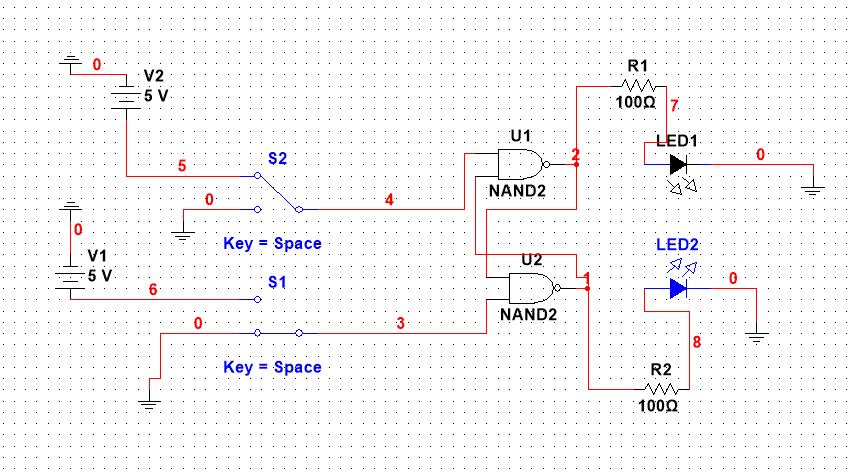 0
V2
5 V
R1
100Ω
7
U1
2
LED1
0
S2
5
NAND2
0
4
0
Key = Space
LED2
V1
5 V
U2
1
0
S1
6
NAND2
0
3
8
Key = Space
R2
100Ω